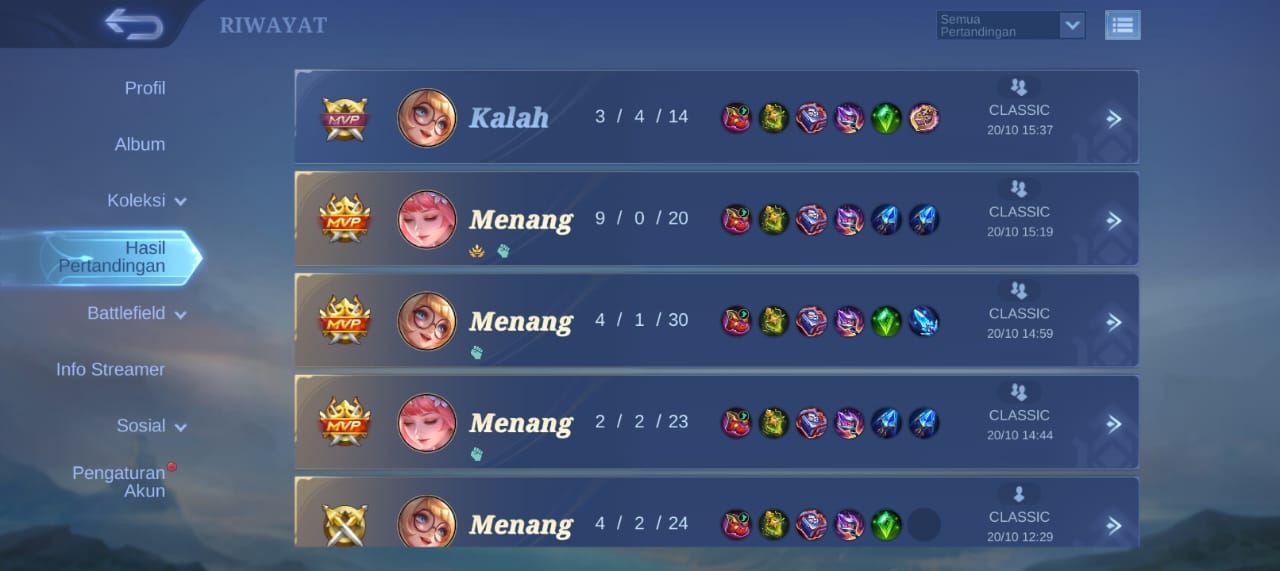 RIWAYAT
Semua
Pertandingan
Profil
Album
Koleksi
Hasil
Pertandingan
Battlefield
Info Streamer
Sosial
Pengaturan
Akun
MVP
Kalah
3 / 4 / 14
CLASSIC
20/10 15:37
MVP
Menang
9 / 0 / 20
CLASSIC
20/10 15:19
MVP
Menang
4 / 1 / 30
CLASSIC
20/10 14:59
MVP
Menang
2 / 2 / 23
CLASSIC
20/10 14:44
Menang
4 / 2 / 24
CLASSIC
20/10 12:29